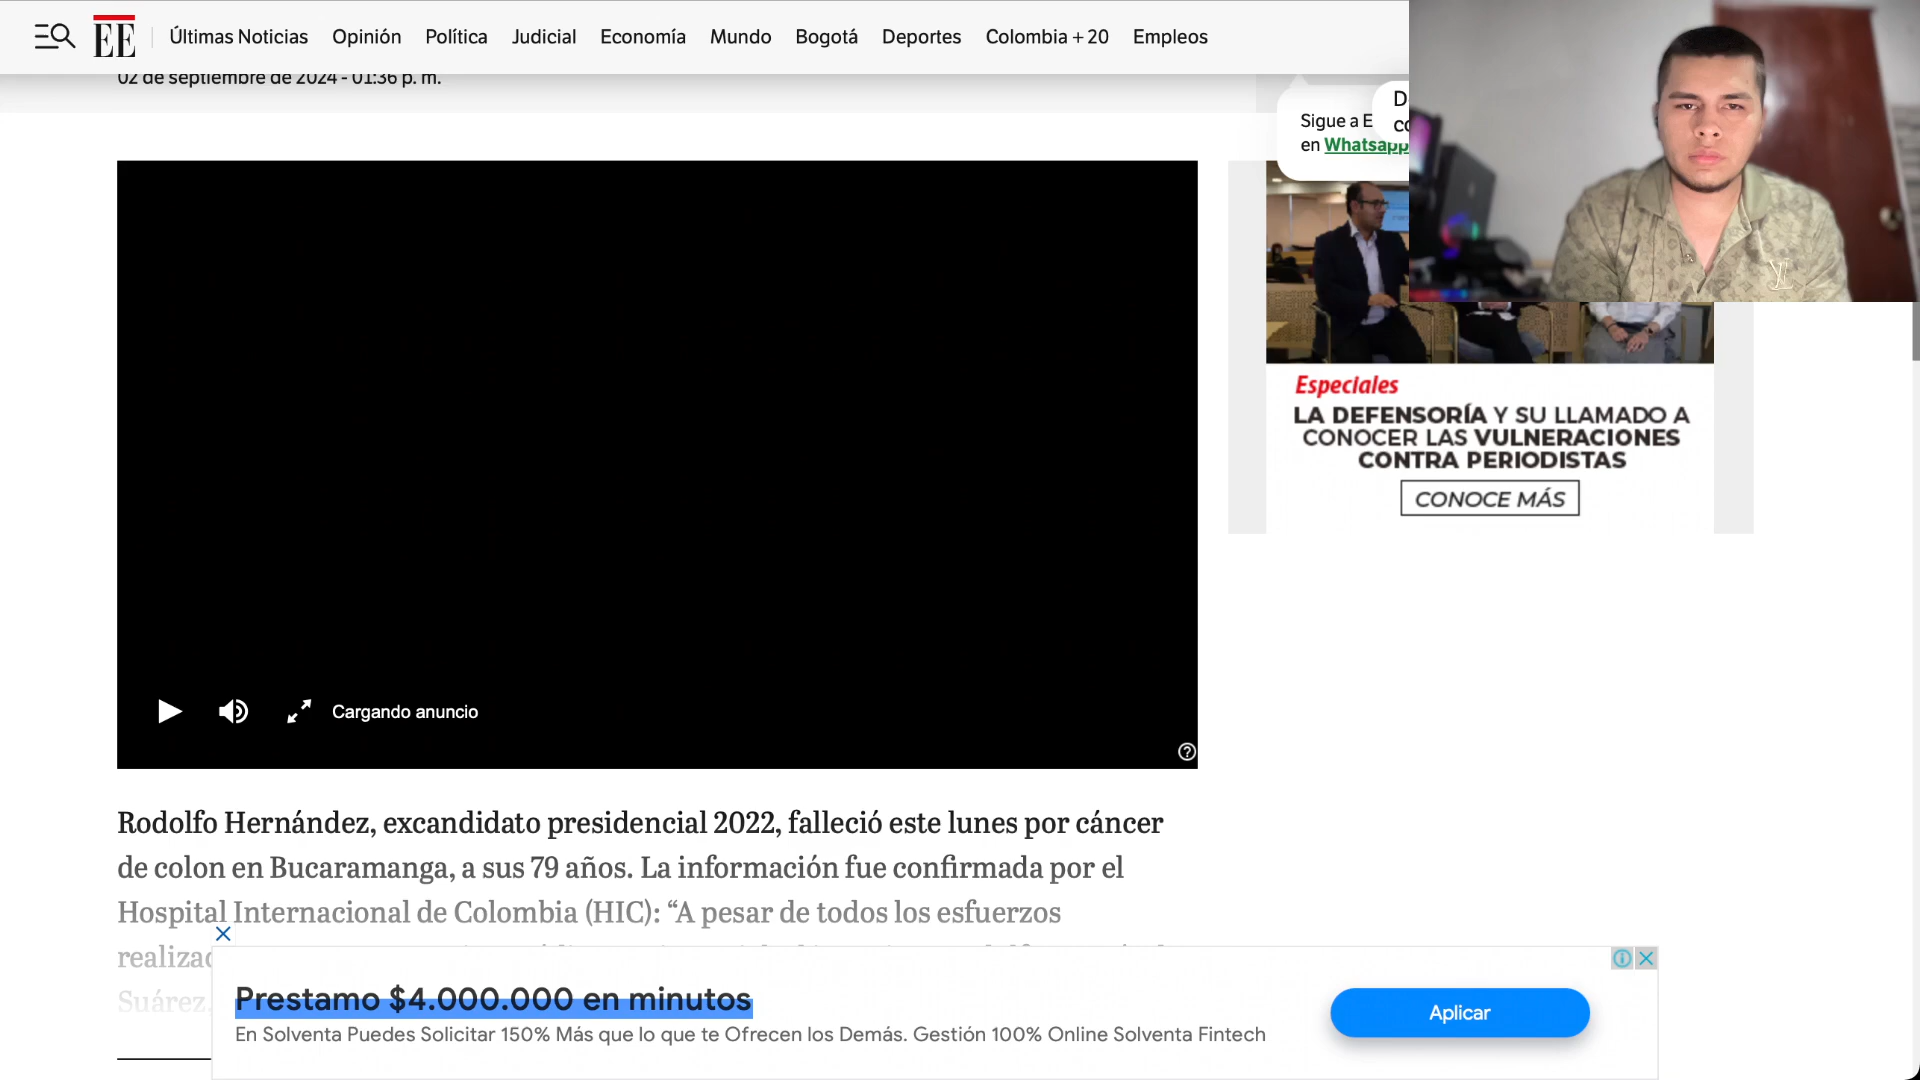 EE
Últimas Noticias
Opinión
Política
Judicial
Economía
Mundo
Bogotá
Deportes
Colombia + 20
Empleos
02 de septiembre de 2024 - 01:36 p. m.
Sigue a E
en Whatsapp
D
co
Especiales
LA DEFENSORÍA Y SU LLAMADO A
CONOCER LAS VULNERACIONES
CONTRA PERIODISTAS
CONOCE MÁS
Cargando anuncio
Rodolfo Hernández, excandidato presidencial 2022, falleció este lunes por cáncer
de colon en Bucaramanga, a sus 79 años. La información fue confirmada por el
Hospital Internacional de Colombia (HIC): “A pesar de todos los esfuerzos
realizad
Suárez.
Prestamo $4.000.000 en minutos
En Solventa Puedes Solicitar 150% Más que lo que te Ofrecen los Demás. Gestión 100% Online Solventa Fintech
Aplicar